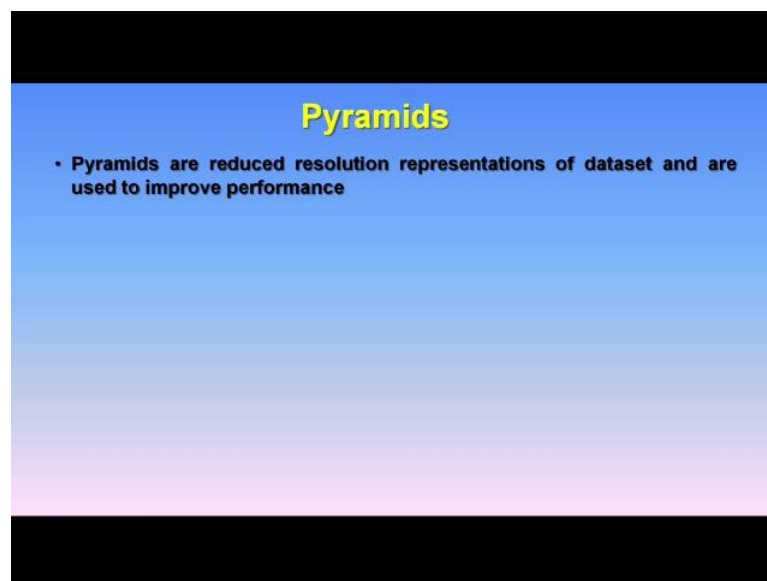 Pyramids
• Pyramids are reduced resolution representations of dataset and are
used to improve performance